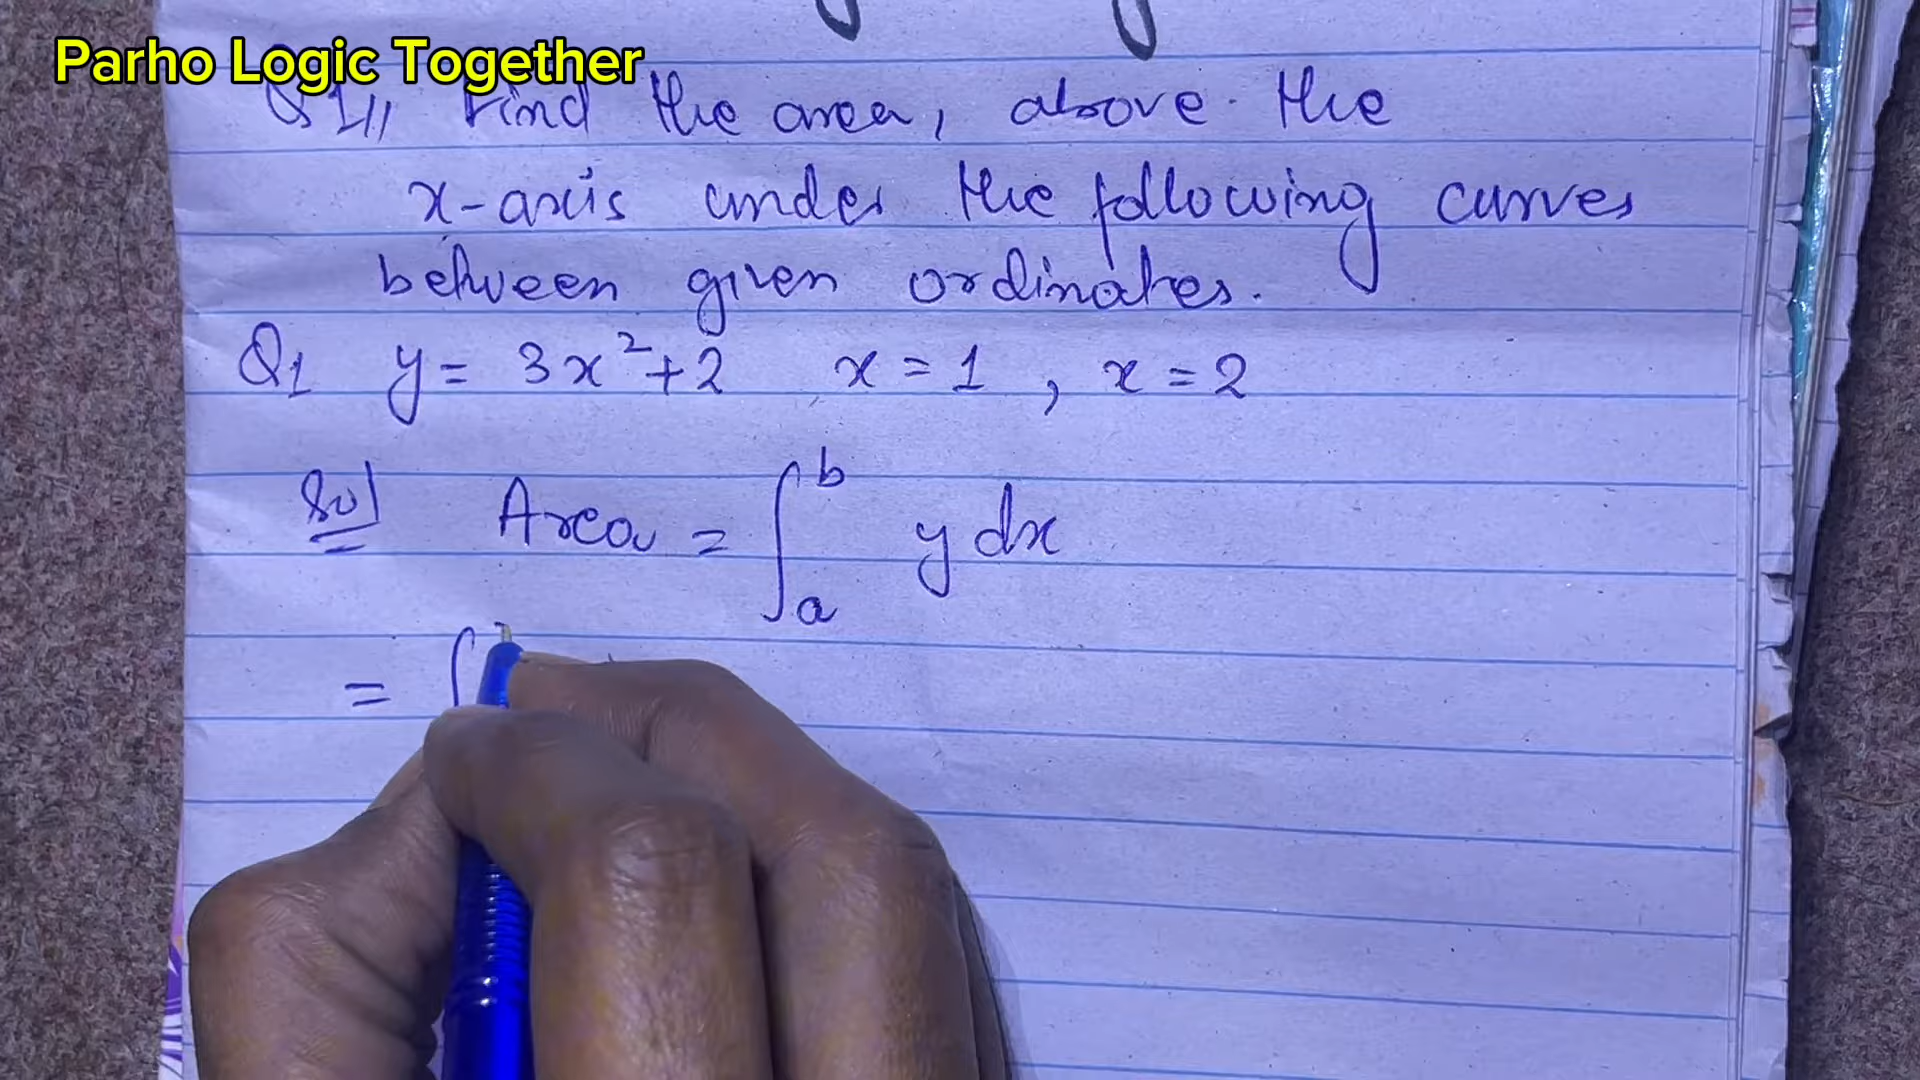 Parho Logic Together
Q1// Find the area, above the
x-axis under the following curves
between given ordinates.
Q1 y = 3x²+2 x = 1 , x = 2
Sol Area = ∫ₐᵇ y dx
= ∫